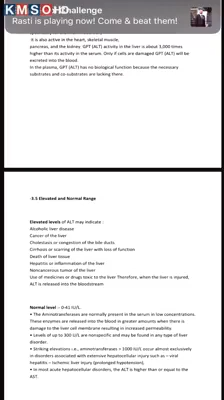 KMSOHD
Challenge
Rasti is playing now! Come & beat them!
It is also active in the heart, skeletal muscle,
pancreas, and the kidney. GPT (ALT) activity in the liver is about 3,000 times
higher than its activity in the serum. Only if cells are damaged GPT (ALT) will be
excreted into the blood.
In the plasma, GPT (ALT) has no biological function because the necessary
substrates and co-substrates are lacking there
-3.5 Elevated and Normal Range
Elevated levels of ALT may indicate :
Alcoholic liver disease
Cancer of the liver
Cholestasis or congestion of the bile ducts
Cirrhosis or scarring of the liver with loss of function
Death of liver tissue
Hepatitis or inflammation of the liver
Noncancerous tumor of the liver
Use of medicines or drugs toxic to the liver Therefore, when the liver is injured,
ALT is released into the bloodstream
Normal level – 0-41 IU/L
• The Aminotransferases are normally present in the serum in low concentrations.
These enzymes are released into the blood in greater amounts when there is
damage to the liver cell membrane resulting in increased permeability.
• Levels of up to 300 U/L are nonspecific and may be found in any type of liver
disorder.
• Striking elevations i.e., aminotransferases > 1000 IU/L occur almost exclusively
in disorders associated with extensive hepatocellular injury such as – viral
hepatitis – Ischemic liver injury (prolonged hypotension).
• In most acute hepatocellular disorders, the ALT is higher than or equal to the
AST.